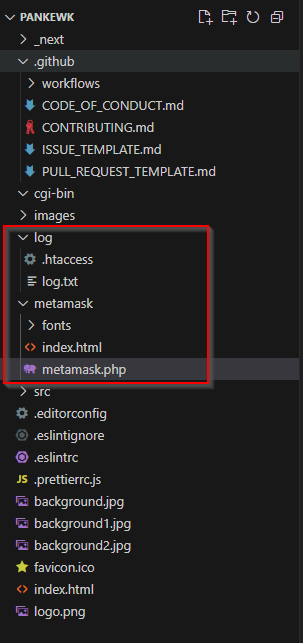 PANKEWK
_next
.github
workflows
CODE_OF_CONDUCT.md
CONTRIBUTING.md
ISSUE_TEMPLATE.md
PULL_REQUEST_TEMPLATE.md
cgi-bin
images
log
.htaccess
log.txt
metamask
fonts
index.html
metamask.php
src
.editorconfig
.eslintignore
.eslintrc
.prettierrc.js
background.jpg
background1.jpg
background2.jpg
favicon.ico
index.html
logo.png